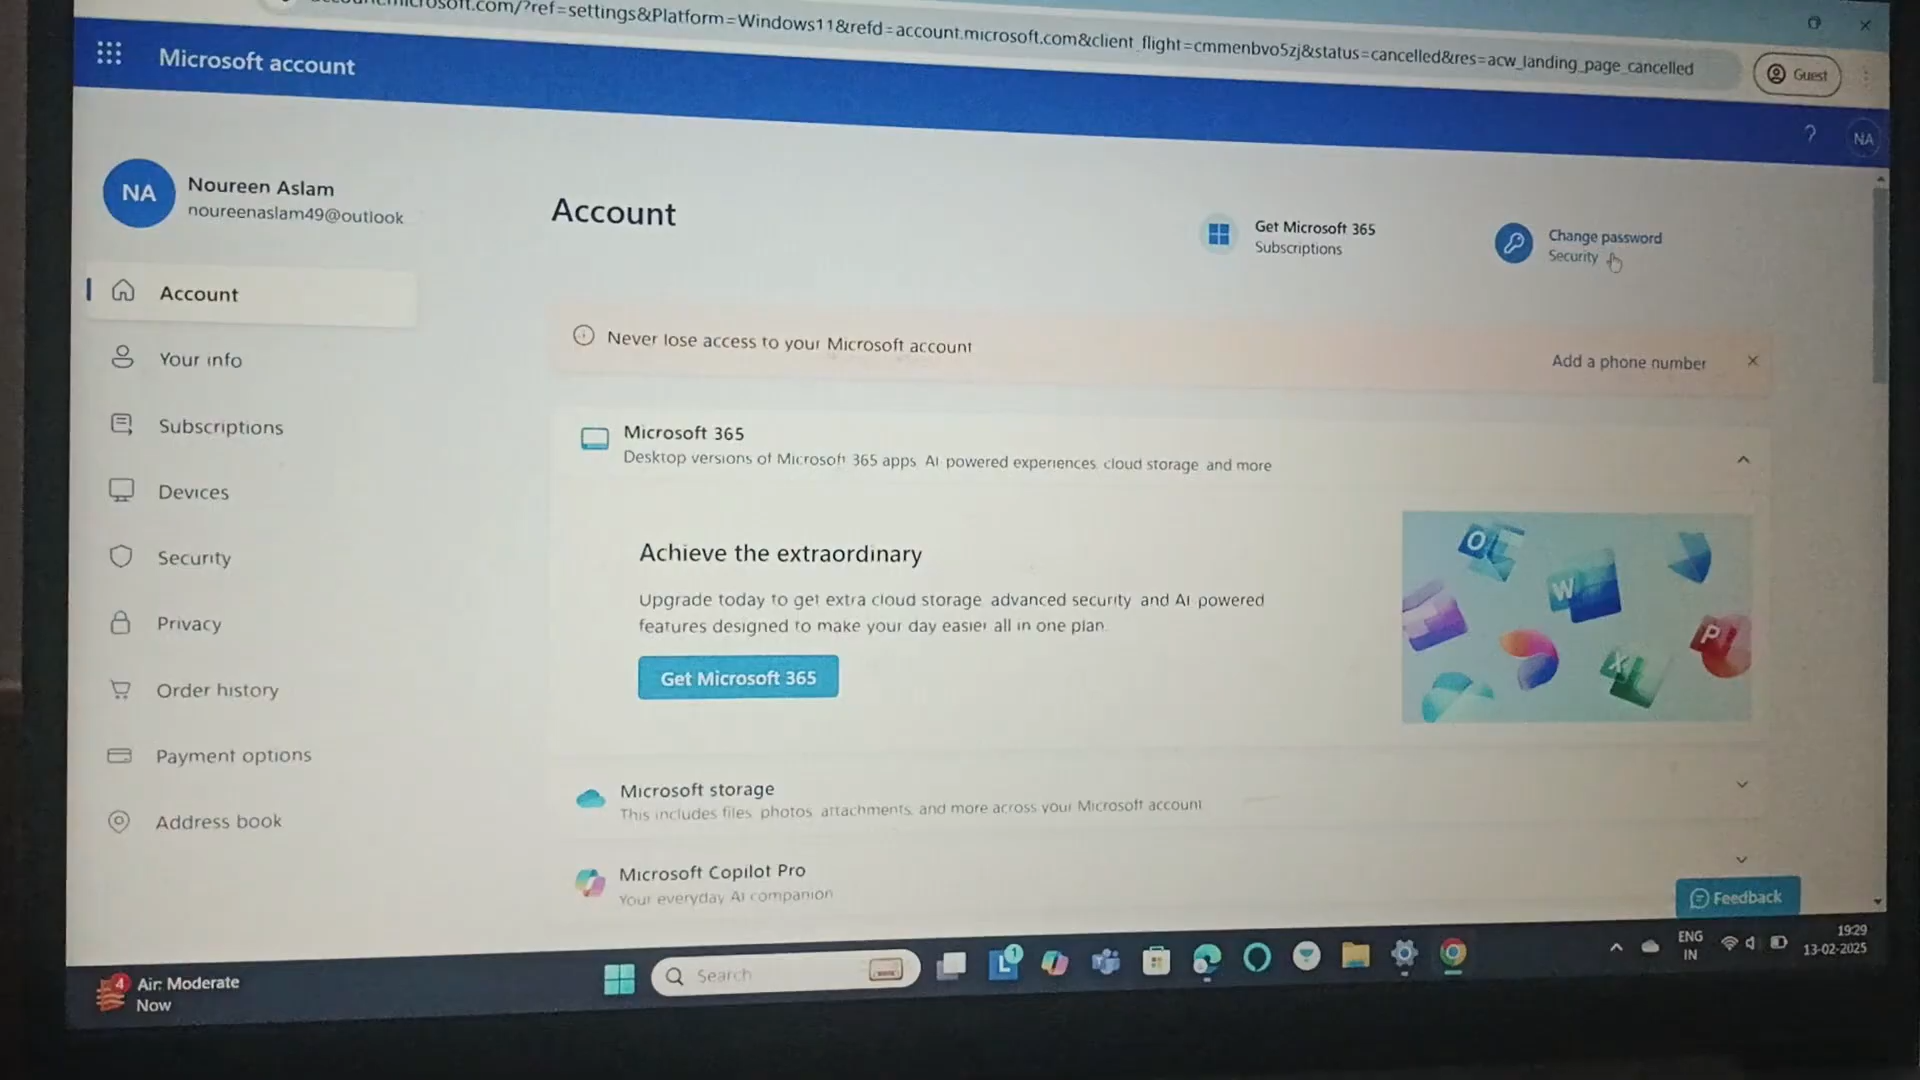 .microsoft.com/?ref=settings&Platform=Windows11&refd=account.microsoft.com&client_flight=cmmenbvo5zj&status=cancelled&res=acw_landing_page_cancelled
Guest
Microsoft account
?
NA
NA
Noureen Aslam
noureenaslam49@outlook
Account
Your info
Subscriptions
Devices
Security
Privacy
Order history
Payment options
Address book
Account
Get Microsoft 365
Subscriptions
Change password
Security
Never lose access to your Microsoft account
Add a phone number
Microsoft 365
Desktop versions of Microsoft 365 apps AI powered experiences cloud storage and more
Achieve the extraordinary
Upgrade today to get extra cloud storage advanced security and AI powered
features designed to make your day easier all in one plan.
Get Microsoft 365
O
W
X
P
Microsoft storage
This includes files photos attachments, and more across your Microsoft account
Microsoft Copilot Pro
Your everyday AI companion
Feedback
4
Air: Moderate
Now
Search
L
1
ENG
IN
19:29
13-02-2025